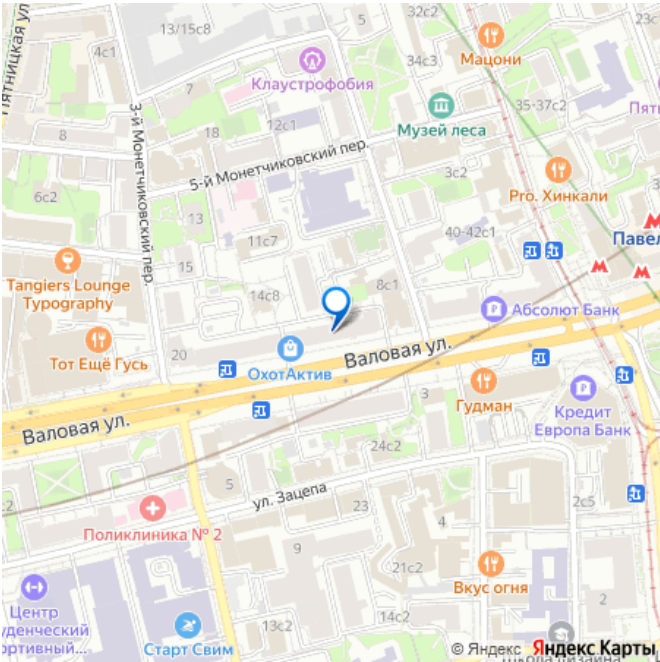 13/15с8
32с2
5
Мацони
4с1
Клаустрофобия
34с3
Пятницкая ул
35-37с2
Пятн
12с1
Музей леса
8
18
3-й Монетчиковский пер.
5-й Монетчиковский пер.
3с2
Pro. Хинкали
6с2
13
40-42с1
11с7
Павел
15
Tangiers Lounge
Typography
14с8
8с1
Абсолют Банк
Тот Ещё Гусь
20
ОхотАктив
Валовая ул.
Гудман
3
Кредит
Европа Банк
Валовая ул.
24с2
5
ул. Зацепа
2с5
Поликлиника № 2
23
4
9
21с2
Вкус огня
2
Центр
уденческий
ортивный...
13с2
14с2
Старт Свим
© Яндекс Яндекс Карты